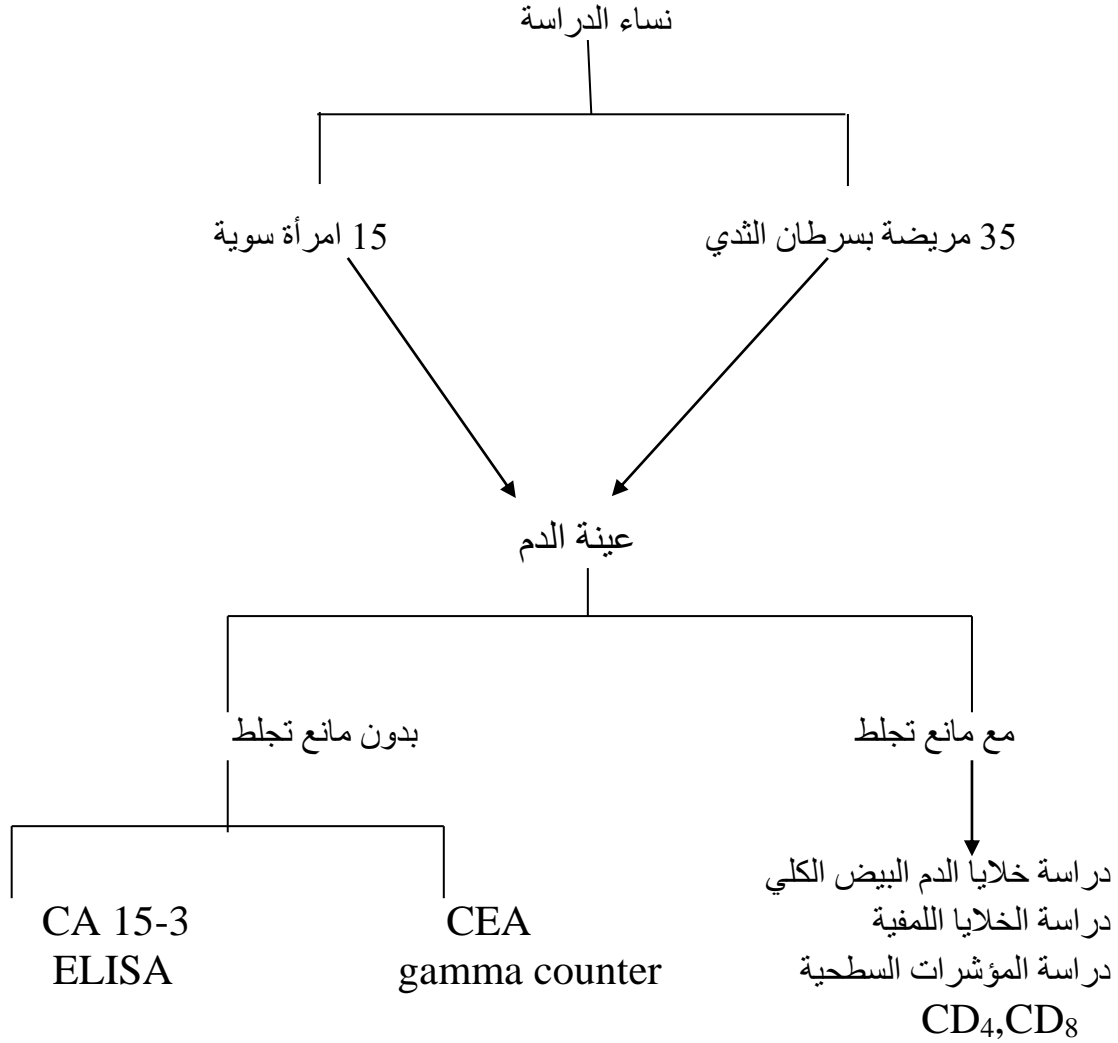 نساء الدراسة
35 مريضة بسرطان الثدي
15 امرأة سوية
عينة الدم
مع مانع تجلط
بدون مانع تجلط
دراسة خلايا الدم البيض الكلي
دراسة الخلايا اللمفية
دراسة المؤشرات السطحية
CD₄,CD₈
CEA
gamma counter
CA 15-3
ELISA